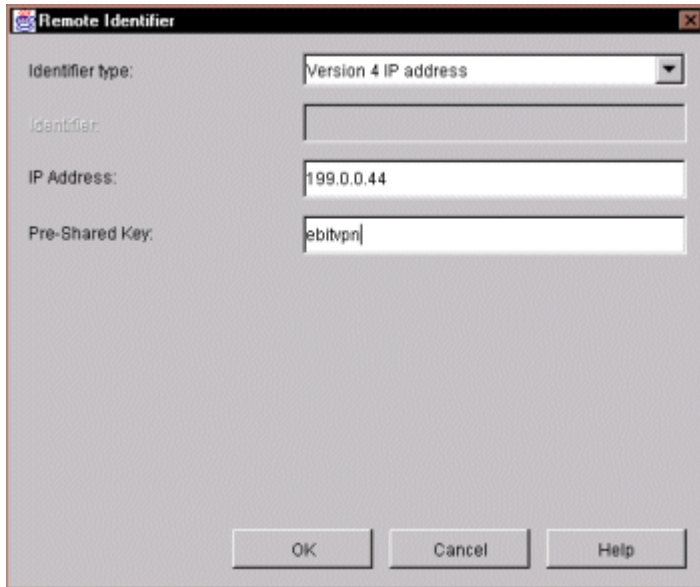 Remote Identifier
Identifier type: Version 4 IP address
Identifier:
IP Address: 199.0.0.44
Pre-Shared Key: ebitvpn
OK Cancel Help